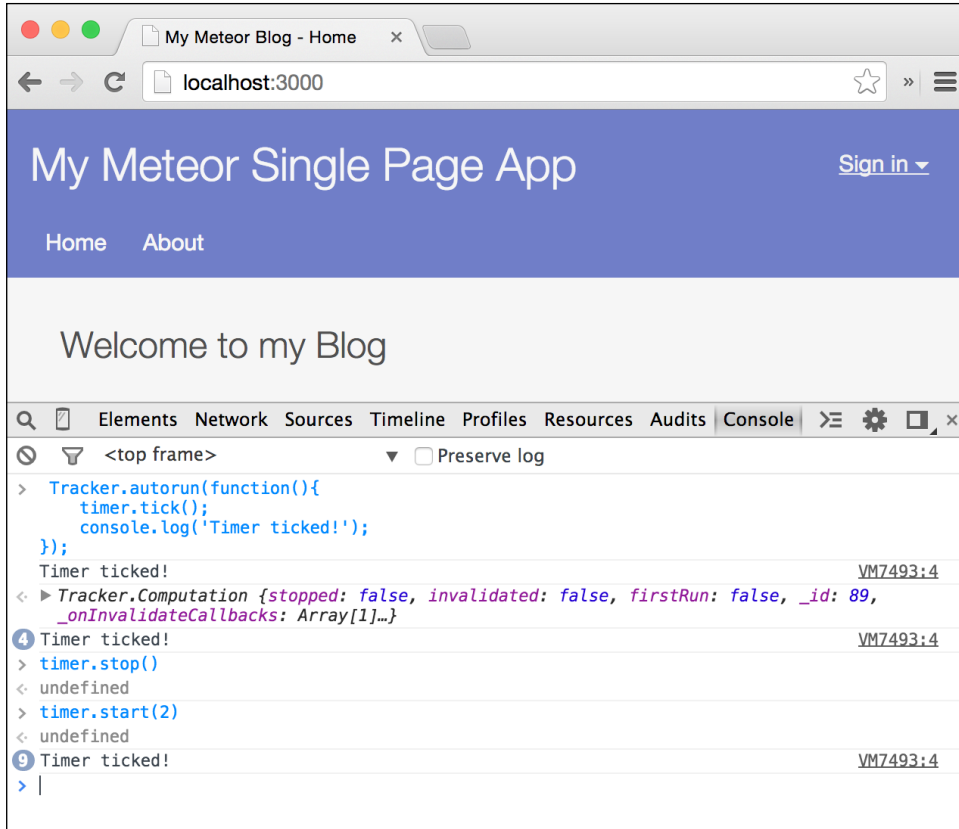 My Meteor Blog - Home
localhost:3000
My Meteor Single Page App
Sign in
Home About
Welcome to my Blog
Elements Network Sources Timeline Profiles Resources Audits Console
<top frame> Preserve log
> Tracker.autorun(function(){
timer.tick();
console.log('Timer ticked!');
});
Timer ticked! VM7493:4
Tracker.Computation {stopped: false, invalidated: false, firstRun: false, _id: 89,
_onInvalidateCallbacks: Array[1]…}
4 Timer ticked! VM7493:4
> timer.stop()
undefined
> timer.start(2)
undefined
9 Timer ticked! VM7493:4
>